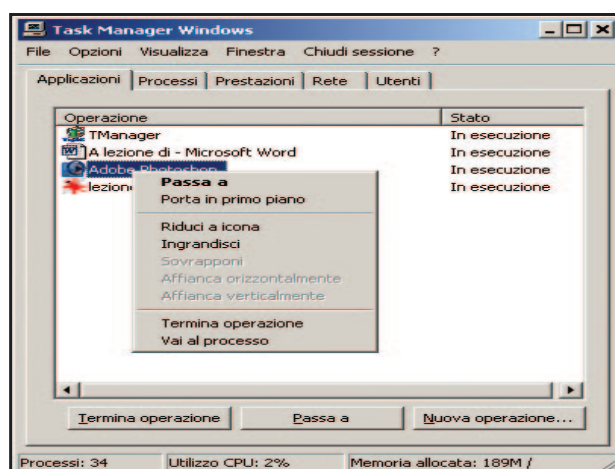 Task Manager Windows
File Opzioni Visualizza Finestra Chiudi sessione ?
Applicazioni Processi Prestazioni Rete Utenti
Operazione Stato
TManager In esecuzione
A lezione di - Microsoft Word In esecuzione
Adobe Photoshop In esecuzione
In esecuzione
Passa a
Porta in primo piano
Riduci a icona
Ingrandisci
Sovrapponi
Affianca orizzontalmente
Affianca verticalmente
Termina operazione
Vai al processo
Termina operazione Passa a Nuova operazione...
Processi: 34 Utilizzo CPU: 2% Memoria allocata: 189M /